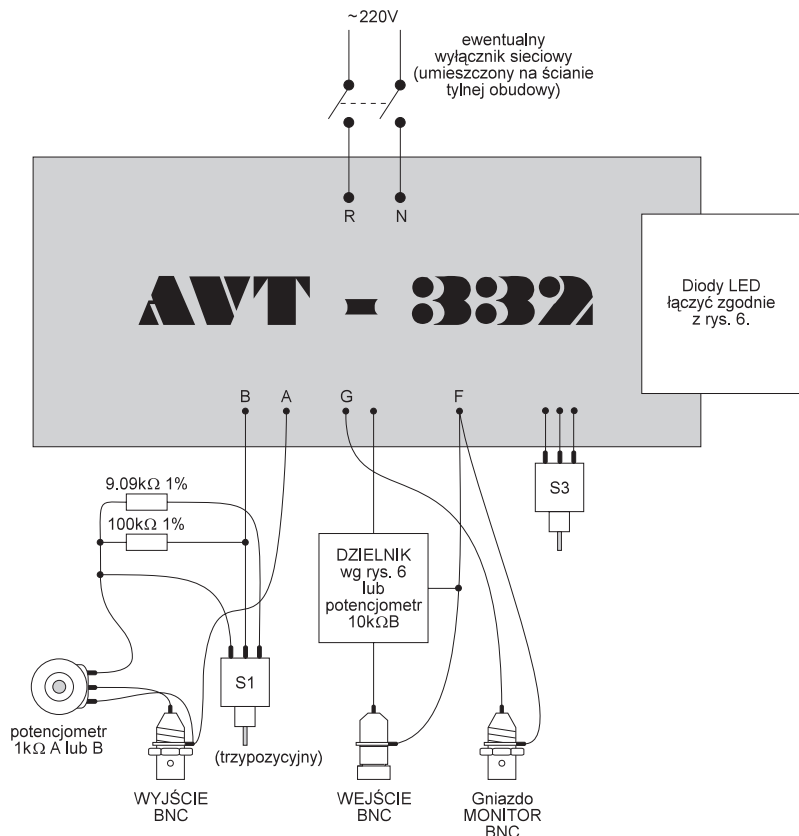 ~220V
ewentualny
wyłącznik sieciowy
(umieszczony na ścianie
tylnej obudowy)
R N
AVT - 332
Diody LED
łączyć zgodnie
z rys. 6.
B A G F
9.09kΩ 1%
100kΩ 1%
S3
DZIELNIK
wg rys. 6
lub
potencjometr
10kΩB
S1
potencjometr
1kΩ A lub B
(trzypozycyjny)
WYJŚCIE
BNC
WEJŚCIE
BNC
Gniazdo
MONITOR
BNC